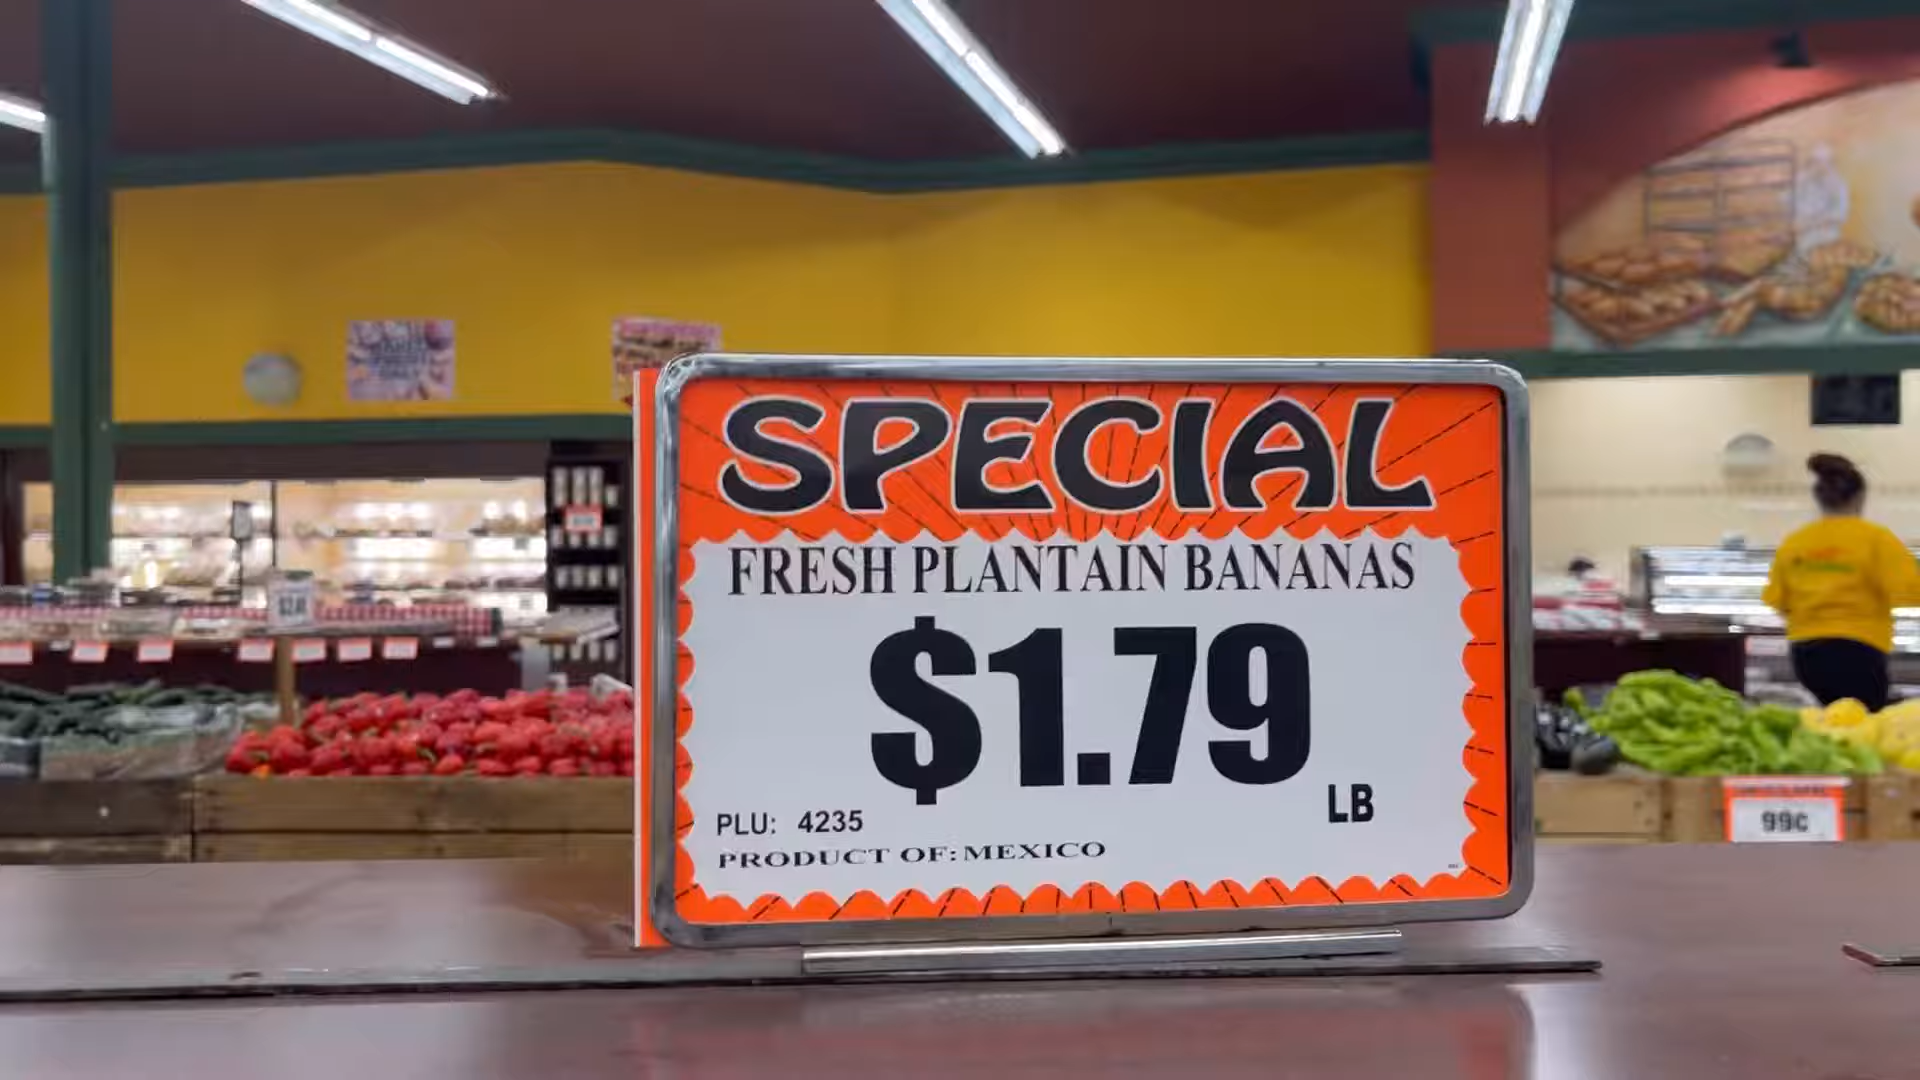 SPECIAL
FRESH PLANTAIN BANANAS
$1.79
LB
PLU: 4235
PRODUCT OF: MEXICO
99¢